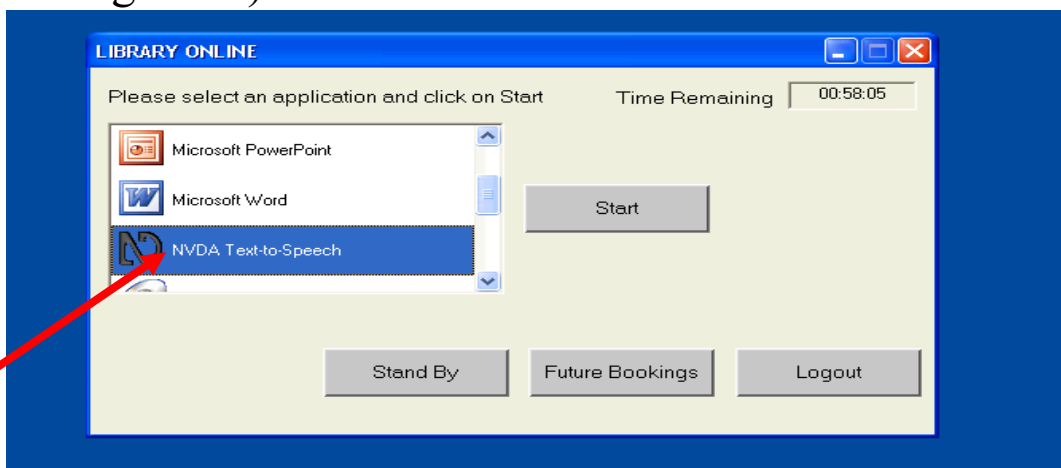 LIBRARY ONLINE
Please select an application and click on Start
Time Remaining 00:58:05
Microsoft PowerPoint
Microsoft Word
Start
NVDA Text-to-Speech
Stand By
Future Bookings
Logout